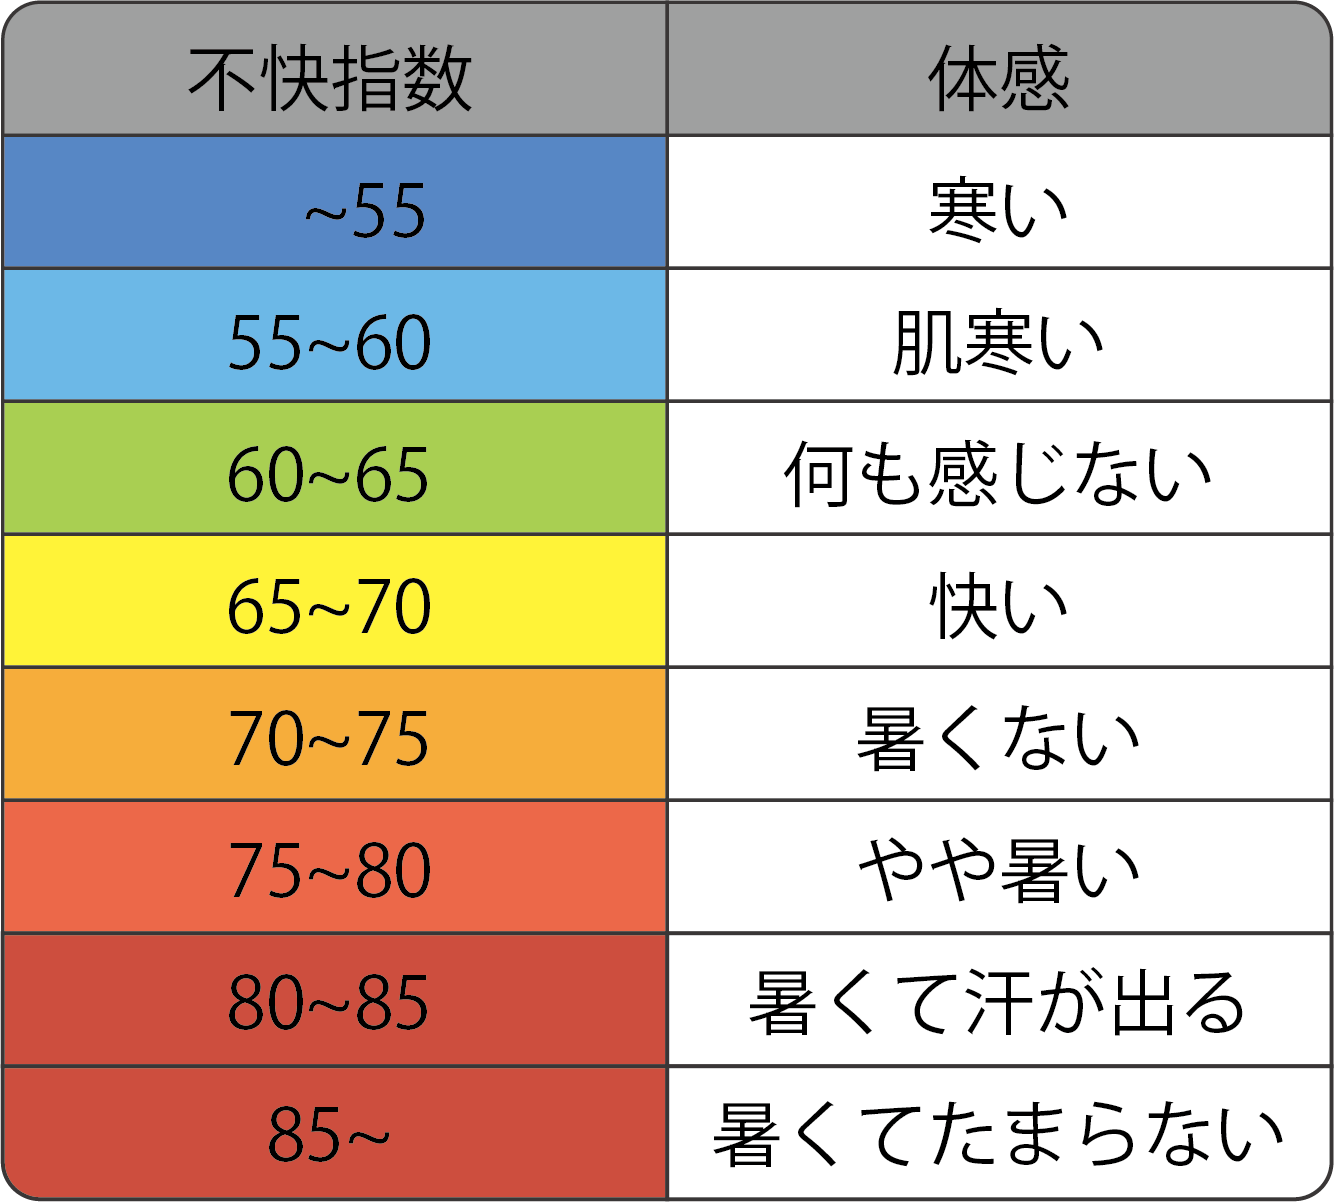 不快指数 体感
~55 寒い
55~60 肌寒い
60~65 何も感じない
65~70 快い
70~75 暑くない
75~80 やや暑い
80~85 暑くて汗が出る
85~ 暑くてたまらない